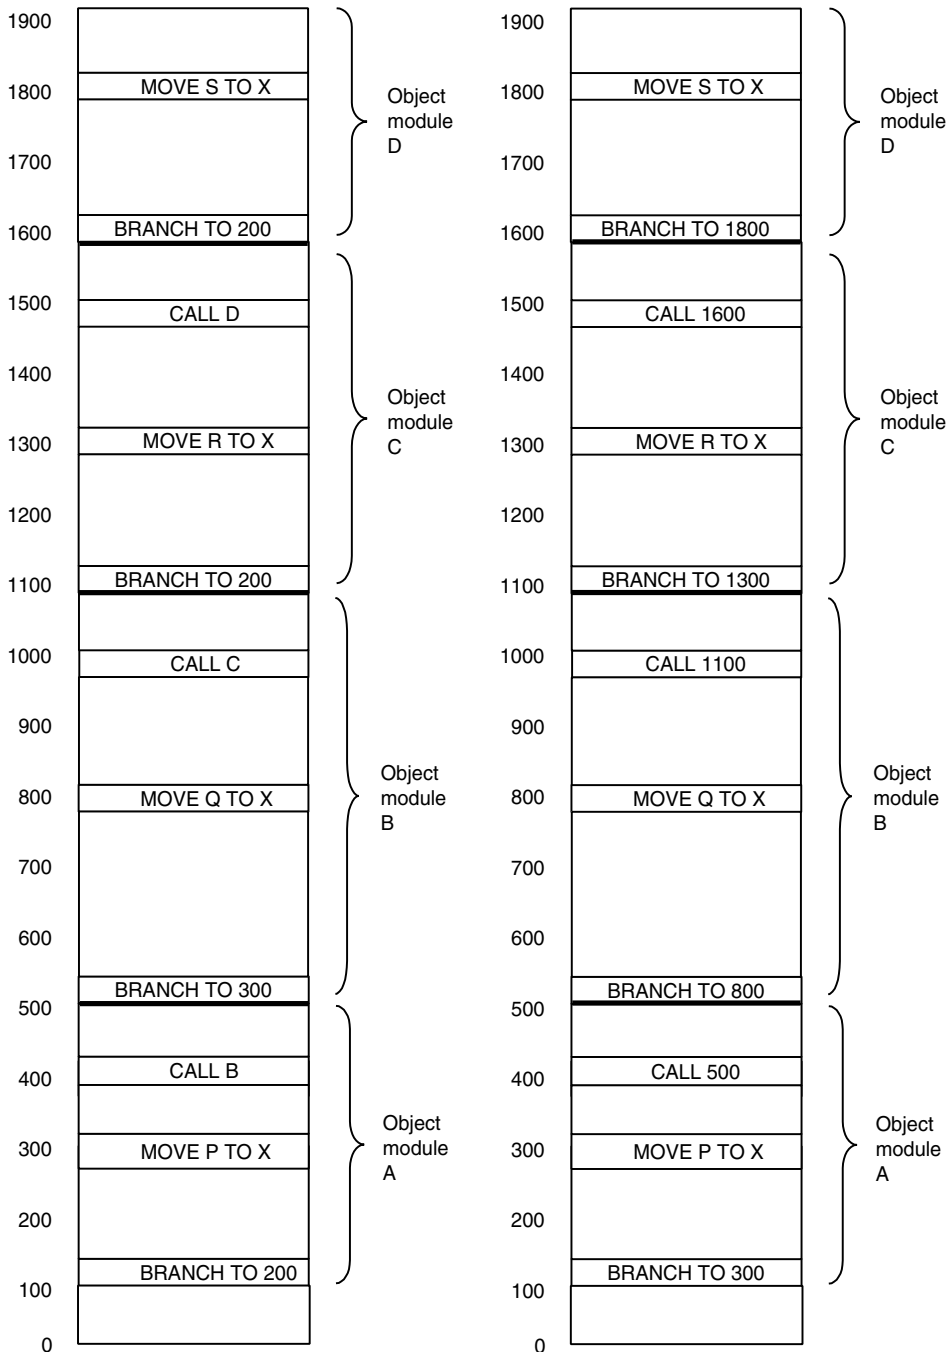 1900
MOVE S TO X
1800
Object
module
D
1700
BRANCH TO 200
1600
1500
CALL D
1400
Object
module
C
MOVE R TO X
1300
1200
BRANCH TO 200
1100
1000
CALL C
900
Object
module
B
800
MOVE Q TO X
700
600
BRANCH TO 300
500
CALL B
400
Object
module
A
300
MOVE P TO X
200
BRANCH TO 200
100
0
1900
MOVE S TO X
1800
Object
module
D
1700
BRANCH TO 1800
1600
1500
CALL 1600
1400
Object
module
C
MOVE R TO X
1300
1200
BRANCH TO 1300
1100
1000
CALL 1100
900
Object
module
B
800
MOVE Q TO X
700
600
BRANCH TO 800
500
CALL 500
400
Object
module
A
300
MOVE P TO X
200
BRANCH TO 300
100
0